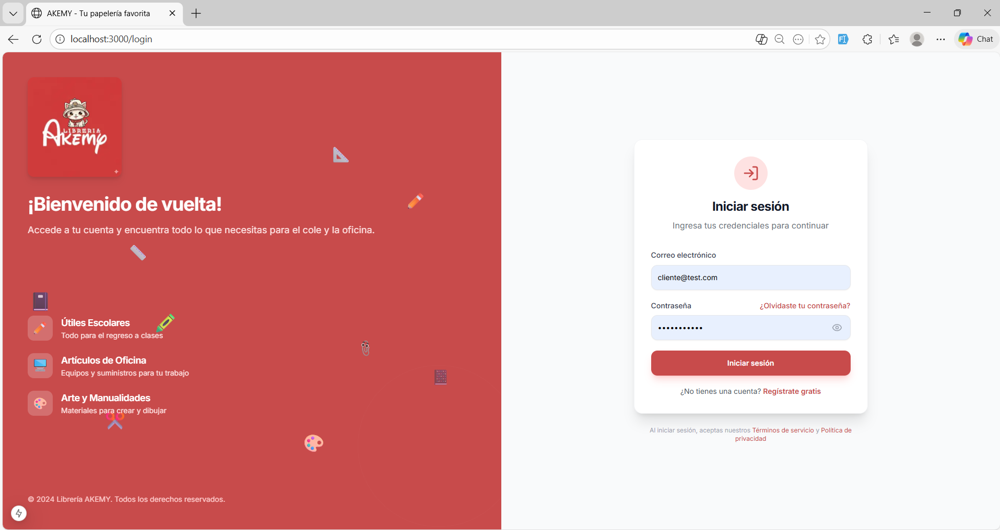 AKEMY - Tu papelería favorita
localhost:3000/login
Chat
LIBRERIA
AKEMY
¡Bienvenido de vuelta!
Accede a tu cuenta y encuentra todo lo que necesitas para el cole y la oficina.
Útiles Escolares
Todo para el regreso a clases
Artículos de Oficina
Equipos y suministros para tu trabajo
Arte y Manualidades
Materiales para crear y dibujar
© 2024 Librería AKEMY. Todos los derechos reservados.
Iniciar sesión
Ingresa tus credenciales para continuar
Correo electrónico
cliente@test.com
Contraseña ¿Olvidaste tu contraseña?
•••••••••••
Iniciar sesión
¿No tienes una cuenta? Regístrate gratis
Al iniciar sesión, aceptas nuestros Términos de servicio y Política de
privacidad